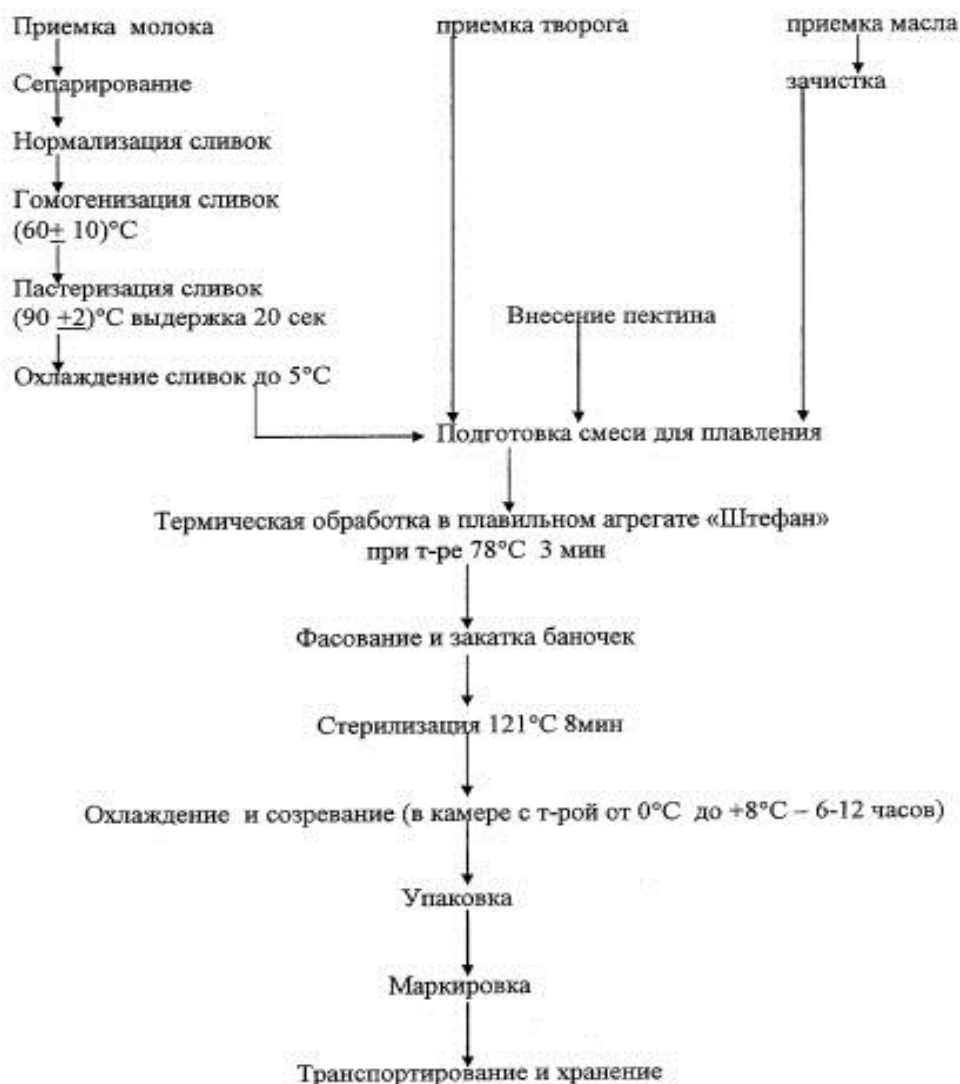 Приемка молока
приемка творога
приемка масла
Сепарирование
зачистка
Нормализация сливок
Гомогенизация сливок
(60± 10)°C
Пастеризация сливок
(90 ±2)°C выдержка 20 сек
Внесение пектина
Охлаждение сливок до 5°C
Подготовка смеси для плавления
Термическая обработка в плавильном агрегате «Штефан»
при т-ре 78°C 3 мин
Фасование и закатка баночек
Стерилизация 121°C 8мин
Охлаждение и созревание (в камере с т-рой от 0°C до +8°C – 6-12 часов)
Упаковка
Маркировка
Транспортирование и хранение